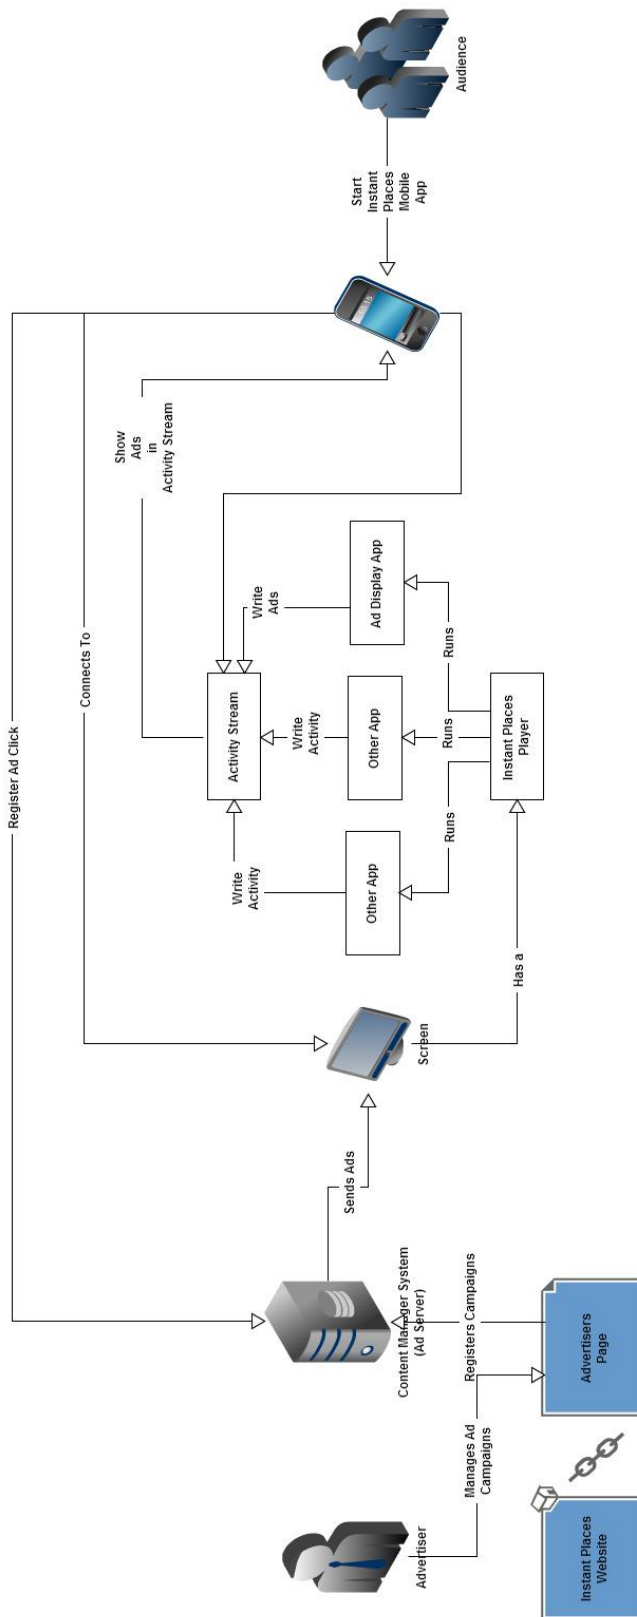 Register Ad Click
Connects To
Show
Ads
in
Activity Stream
Activity Stream
Write
Activity
Write
Activity
Write
Ads
Sends Ads
Other App
Other App
Ad Display App
Start
Instant
Places
Mobile
App
Advertiser
Content Manager System
(Ad Server)
Screen
Runs
Runs
Runs
Audience
Manages Ad
Campaigns
Registers Campaigns
Has a
Instant Places
Player
Instant Places
Website
Advertisers
Page